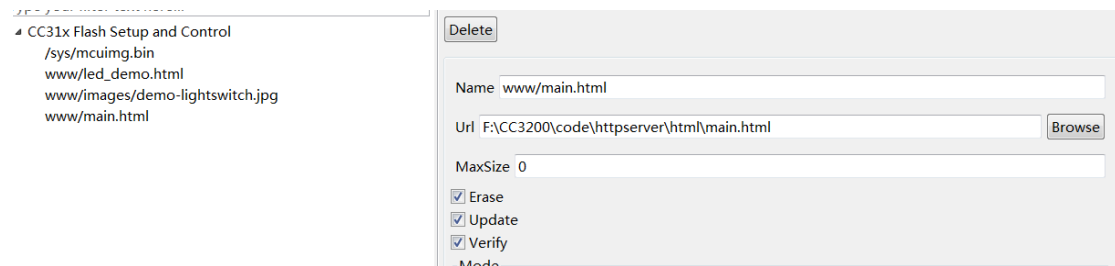 CC31x Flash Setup and Control
/sys/mcuimg.bin
www/led_demo.html
www/images/demo-lightswitch.jpg
www/main.html
Delete
Name www/main.html
Url F:\CC3200\code\httpserver\html\main.html Browse
MaxSize 0
Erase
Update
Verify